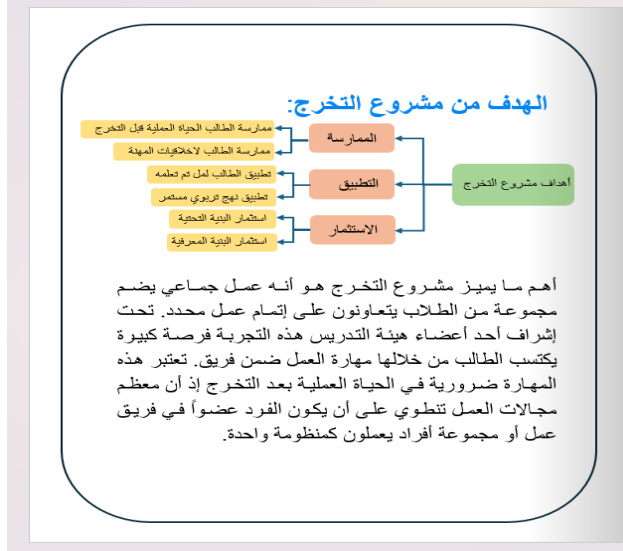 الهدف من مشروع التخرج:
أهداف مشروع التخرج
الممارسة
ممارسة الطالب الحياة العملية قبل التخرج
ممارسة الطالب لاخلاقيات المهنة
التطبيق
تطبيق الطالب لمل تم تعلمه
تطبيق نهج تربوي مستمر
الاستثمار
استثمار البنية التحتية
استثمار البنية المعرفية
أهم ما يميز مشروع التخرج هو أنه عمل جماعي يضم
مجموعة من الطلاب يتعاونون على إتمام عمل محدد. تحت
إشراف أحد أعضاء هيئة التدريس هذه التجربة فرصة كبيرة
يكتسب الطالب من خلالها مهارة العمل ضمن فريق. تعتبر هذه
المهارة ضرورية في الحياة العملية بعد التخرج إذ أن معظم
مجالات العمل تنطوي على أن يكون الفرد عضواً في فريق
عمل أو مجموعة أفراد يعملون كمنظومة واحدة.